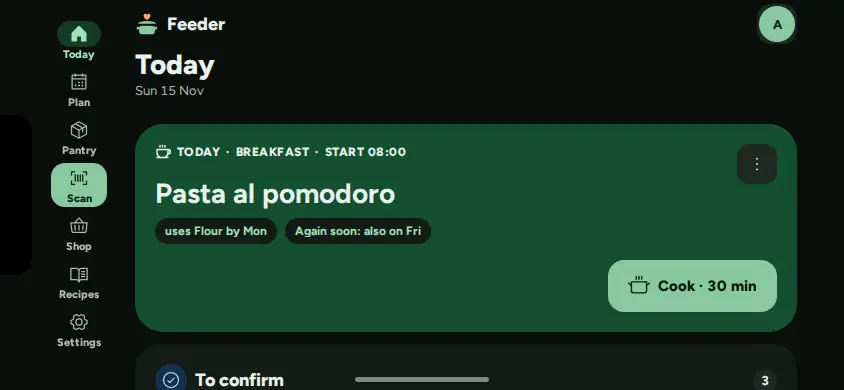 Feeder
A
Today
Sun 15 Nov
Today
Plan
Pantry
Scan
Shop
Recipes
Settings
TODAY · BREAKFAST · START 08:00
Pasta al pomodoro
uses Flour by Mon
Again soon: also on Fri
Cook · 30 min
To confirm
3